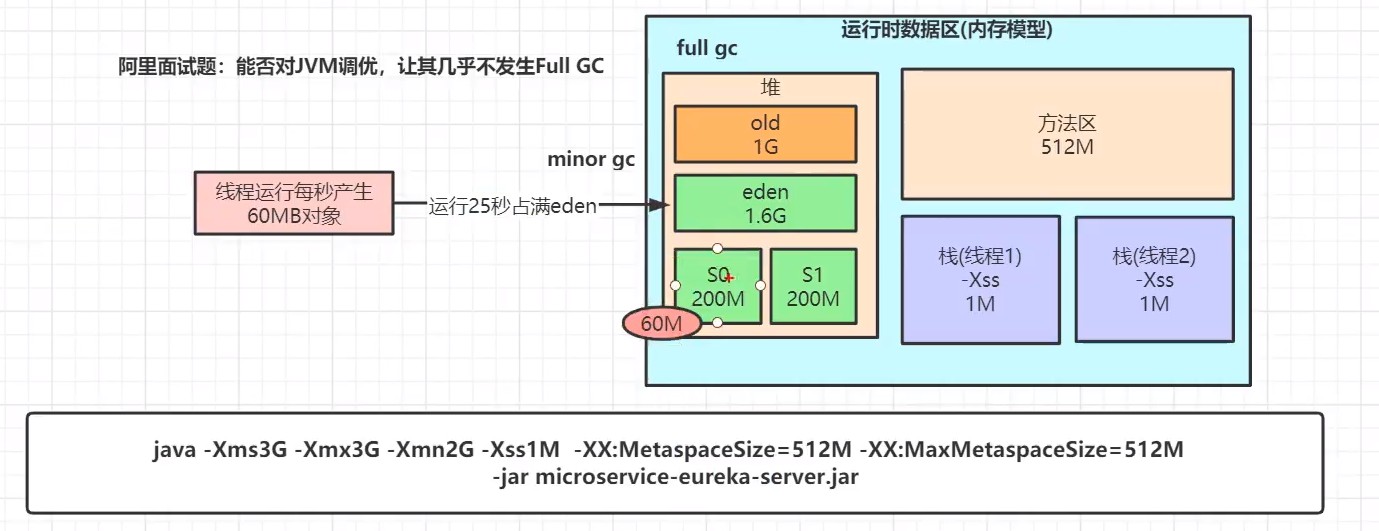 运行时数据区(内存模型)
full gc
阿里面试题：能否对JVM调优，让其几乎不发生Full GC
堆
old
1G
方法区
512M
minor gc
线程运行每秒产生
60MB对象
运行25秒占满eden
eden
1.6G
S0
200M
S1
200M
60M
栈(线程1)
-Xss
1M
栈(线程2)
-Xss
1M
java -Xms3G -Xmx3G -Xmn2G -Xss1M -XX:MetaspaceSize=512M -XX:MaxMetaspaceSize=512M
-jar microservice-eureka-server.jar